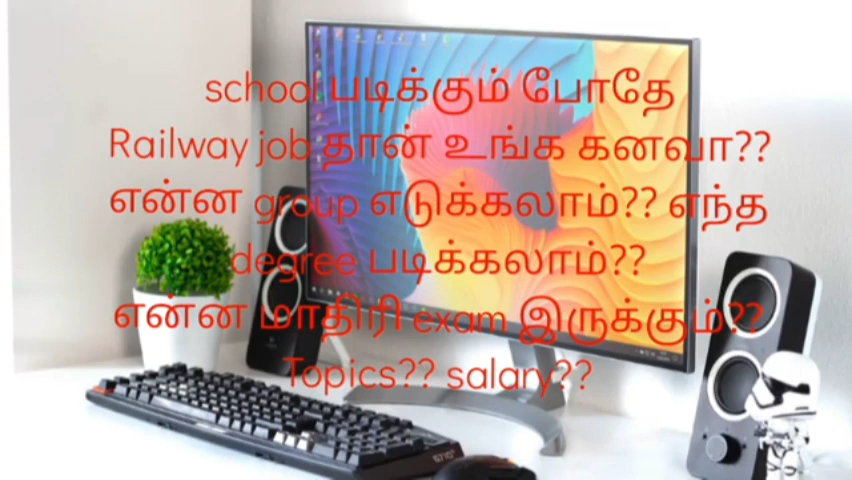 school படிக்கும் போதே
Railway job தான் உங்க கனவா??
என்ன group எடுக்கலாம்?? எந்த
degree படிக்கலாம்??
என்ன மாதிரி exam இருக்கும்??
Topics?? salary??